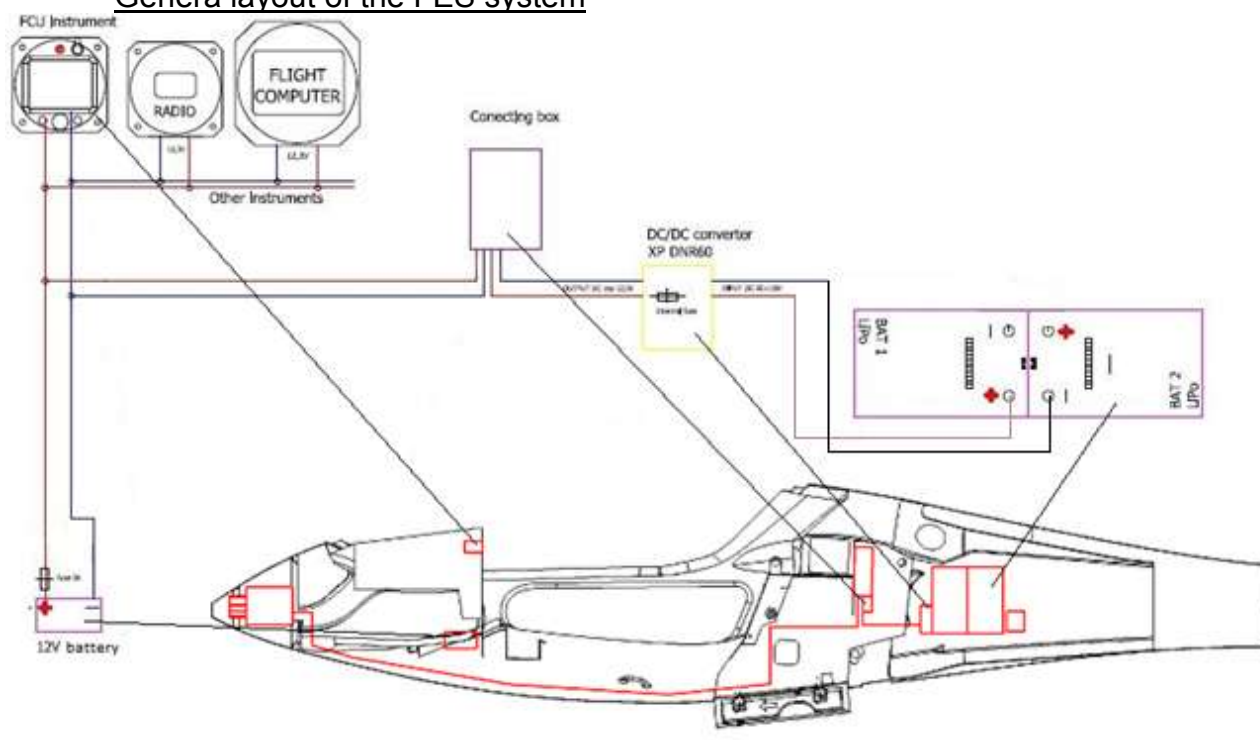 Genera layout of the FES system
FCU Instrument
RADIO
FLIGHT
COMPUTER
Other Instruments
Conecting box
DC/DC converter
XP DNR60
BAT 1
LiPo
BAT 2
LiPo
12V battery